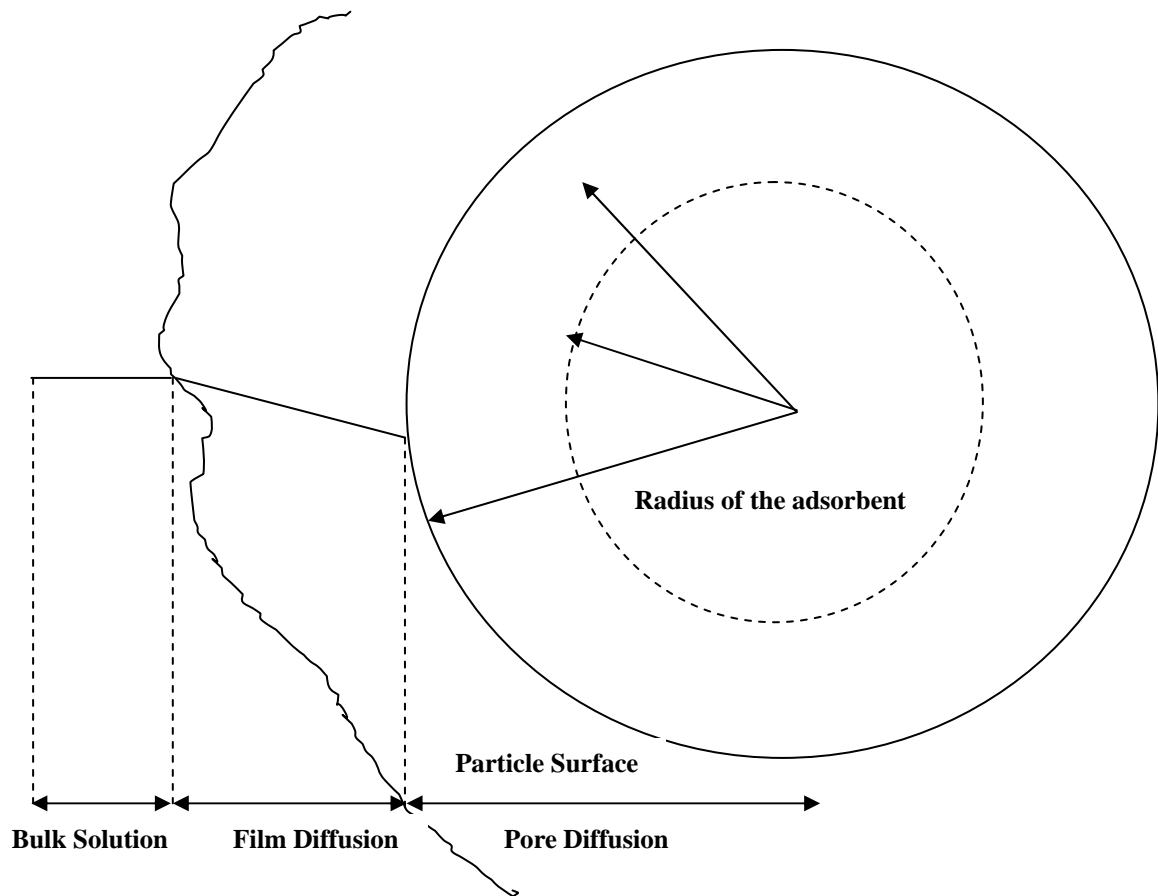 Radius of the adsorbent
Particle Surface
Bulk Solution
Film Diffusion
Pore Diffusion